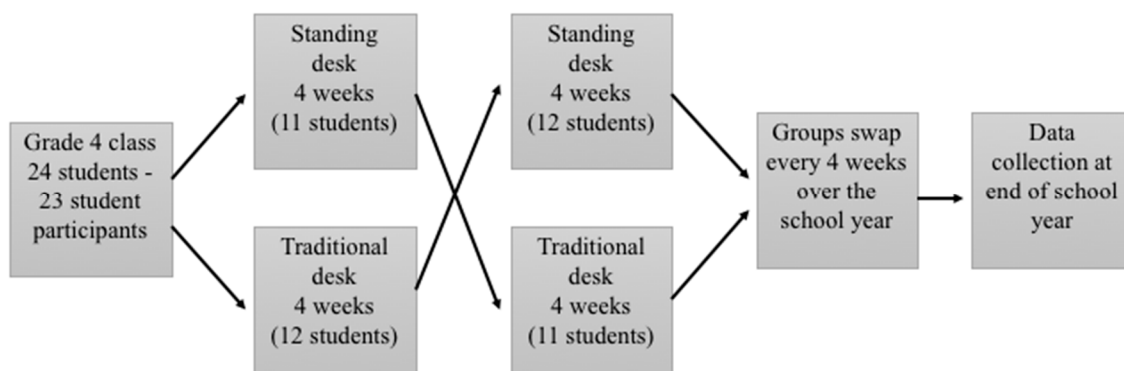 Grade 4 class
24 students -
23 student
participants
Standing
desk
4 weeks
(11 students)
Traditional
desk
4 weeks
(12 students)
Standing
desk
4 weeks
(12 students)
Traditional
desk
4 weeks
(11 students)
Groups swap
every 4 weeks
over the
school year
Data
collection at
end of school
year